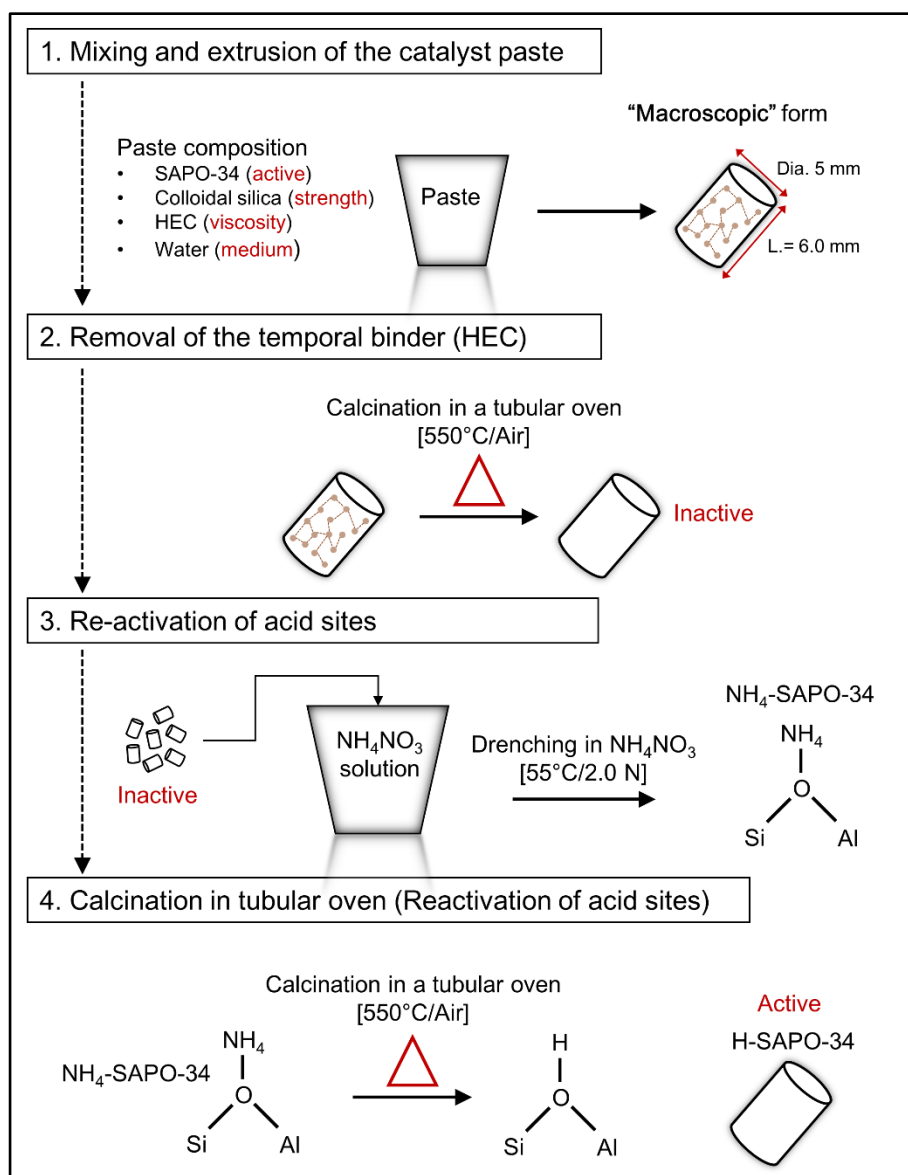 1. Mixing and extrusion of the catalyst paste
Paste composition
• SAPO-34 (active)
• Colloidal silica (strength)
• HEC (viscosity)
• Water (medium)
Paste
“Macroscopic” form
Dia. 5 mm
L.= 6.0 mm
2. Removal of the temporal binder (HEC)
Calcination in a tubular oven
[550°C/Air]
Inactive
3. Re-activation of acid sites
Inactive
NH₄NO₃
solution
Drenching in NH₄NO₃
[55°C/2.0 N]
NH₄-SAPO-34
NH₄
O
Si
Al
4. Calcination in tubular oven (Reactivation of acid sites)
Calcination in a tubular oven
[550°C/Air]
NH₄-SAPO-34
NH₄
O
Si
Al
H
O
Si
Al
Active
H-SAPO-34